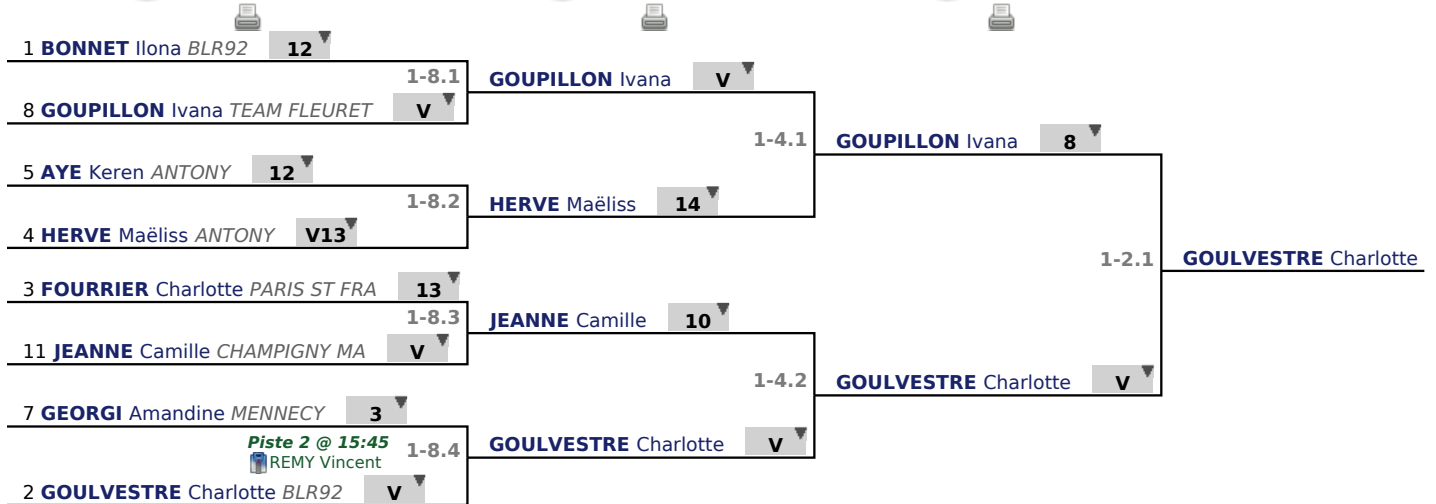 1 BONNET Ilona BLR92 12
1-8.1
8 GOUPILLON Ivana TEAM FLEURET V
5 AYE Keren ANTONY 12
1-8.2
4 HERVE Maëliss ANTONY V13
3 FOURRIER Charlotte PARIS ST FRA 13
1-8.3
11 JEANNE Camille CHAMPIGNY MA V
7 GEORGI Amandine MENNECY 3
Piste 2 @ 15:45
REMY Vincent
1-8.4
2 GOULVESTRE Charlotte BLR92 V
GOUPILLON Ivana V
1-4.1
HERVE Maëliss 14
JEANNE Camille 10
1-4.2
GOULVESTRE Charlotte V
GOUPILLON Ivana 8
1-2.1
GOULVESTRE Charlotte V
GOULVESTRE Charlotte